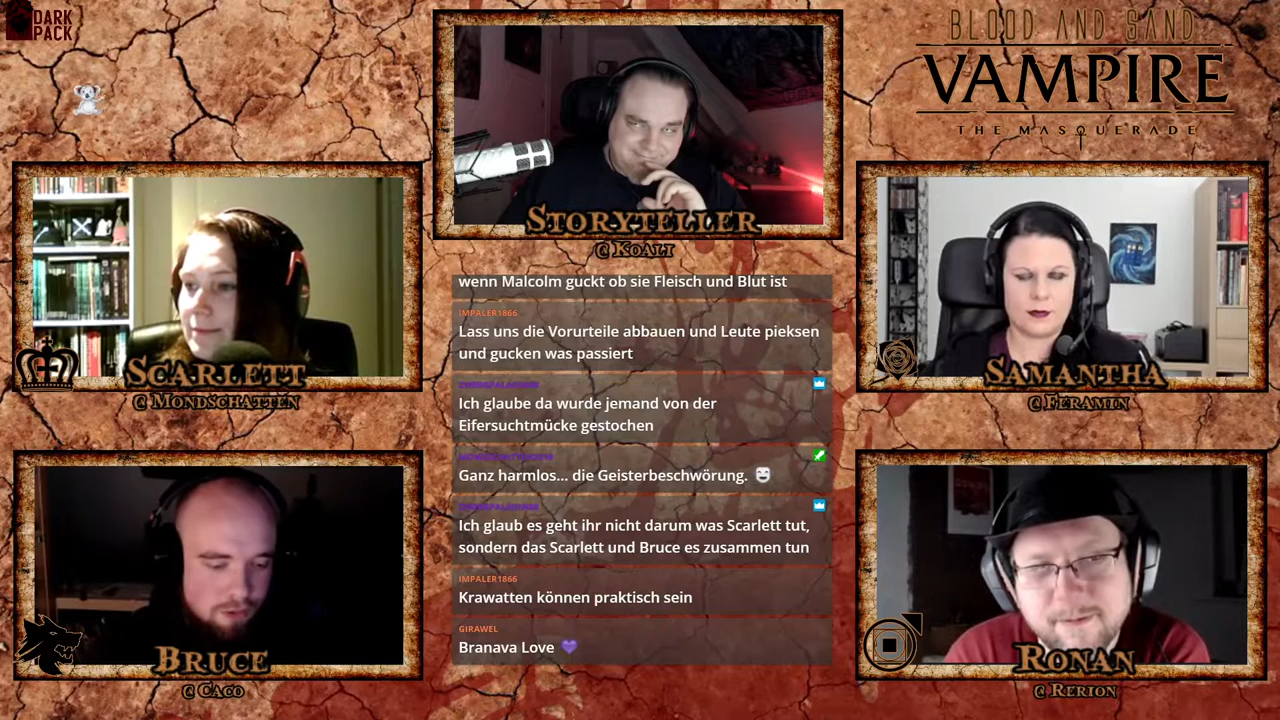 DARK
PACK
BLOOD AND SAND
VAMPIRE
THE MASQUERADE
STORYTELLER
@ KOALI
SCARLETT
@ MONDSCHATTEN
SAMANTHA
@ FERAMIN
wenn Malcolm guckt ob sie Fleisch und Blut ist
IMPALER1866
Lass uns die Vorurteile abbauen und Leute pieksen
und gucken was passiert
Ich glaube da wurde jemand von der
Eifersuchtmücke gestochen
Ganz harmlos... die Geisterbeschwörung.
Ich glaub es geht ihr nicht darum was Scarlett tut,
sondern das Scarlett und Bruce es zusammen tun
IMPALER1866
Krawatten können praktisch sein
GIRAWEL
Branava Love 💜
BRUCE
@ CACO
RONAN
@ RERION